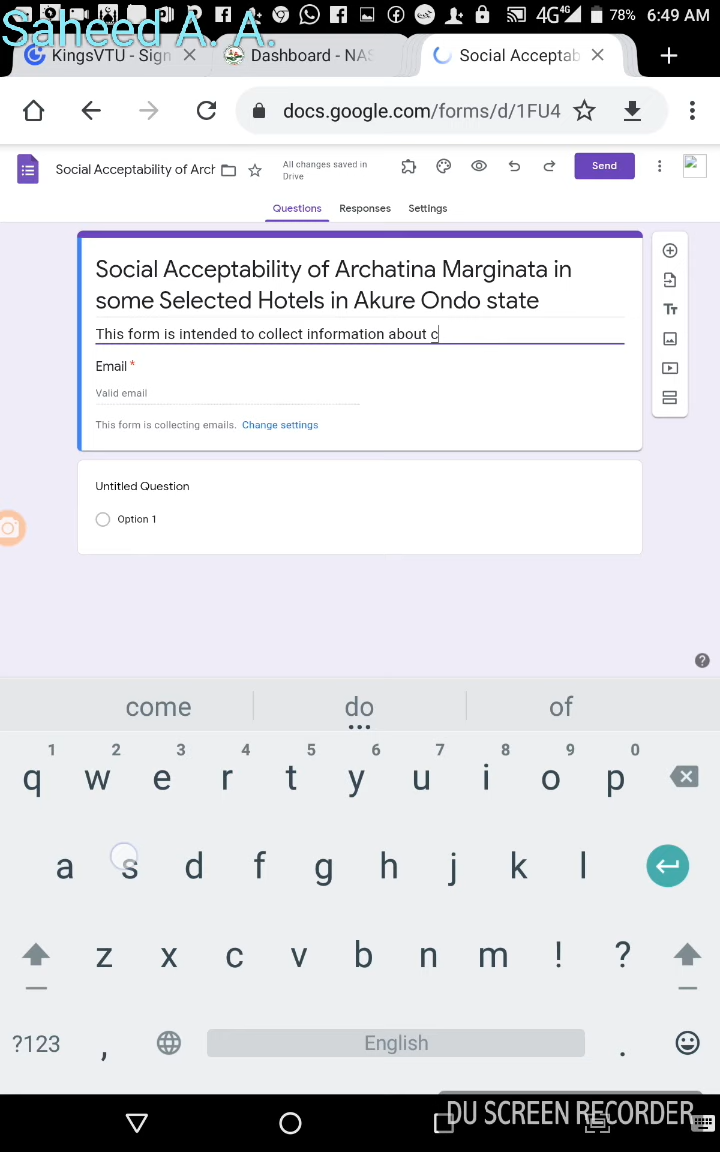 Saheed A. A.
4G 4G 78% 6:49 AM
KingsVTU - Sign
Dashboard - NAS
Social Acceptab
docs.google.com/forms/d/1FU4
Social Acceptability of Arch
All changes saved in
Drive
Send
Questions Responses Settings
Social Acceptability of Archatina Marginata in
some Selected Hotels in Akure Ondo state
This form is intended to collect information about c
Email *
Valid email
This form is collecting emails. Change settings
Tт
Untitled Question
Option 1
come do of
1 2 3 4 5 6 7 8 9 0
q w e r t y u i o p
a s d f g h j k l
z x c v b n m ! ?
?123 , English .
DU SCREEN RECORDER